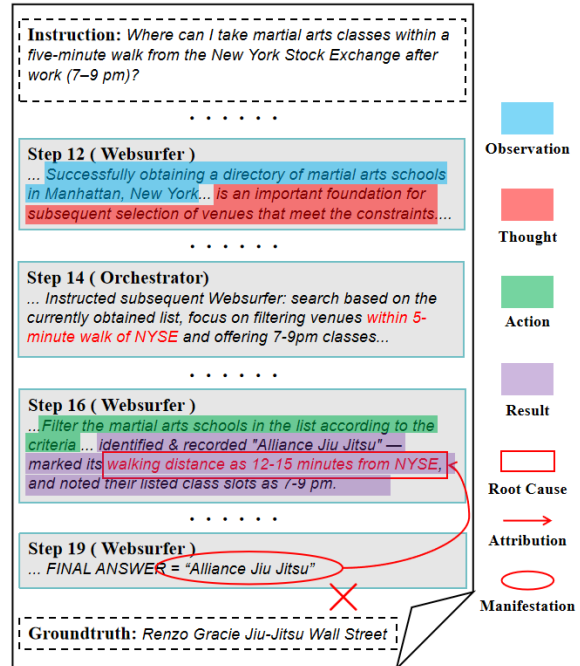 Instruction: Where can I take martial arts classes within a
five-minute walk from the New York Stock Exchange after
work (7–9 pm)?
. . . . . .
Step 12 ( Websurfer )
... Successfully obtaining a directory of martial arts schools
in Manhattan, New York... is an important foundation for
subsequent selection of venues that meet the constraints....
. . . . . .
Step 14 ( Orchestrator)
... Instructed subsequent Websurfer: search based on the
currently obtained list, focus on filtering venues within 5-
minute walk of NYSE and offering 7-9pm classes...
. . . . . .
Step 16 ( Websurfer )
...Filter the martial arts schools in the list according to the
criteria ... identified & recorded "Alliance Jiu Jitsu" —
marked its walking distance as 12-15 minutes from NYSE,
and noted their listed class slots as 7-9 pm.
. . . . . .
Step 19 ( Websurfer )
... FINAL ANSWER = “Alliance Jiu Jitsu”
Groundtruth: Renzo Gracie Jiu-Jitsu Wall Street
Observation
Thought
Action
Result
Root Cause
Attribution
Manifestation